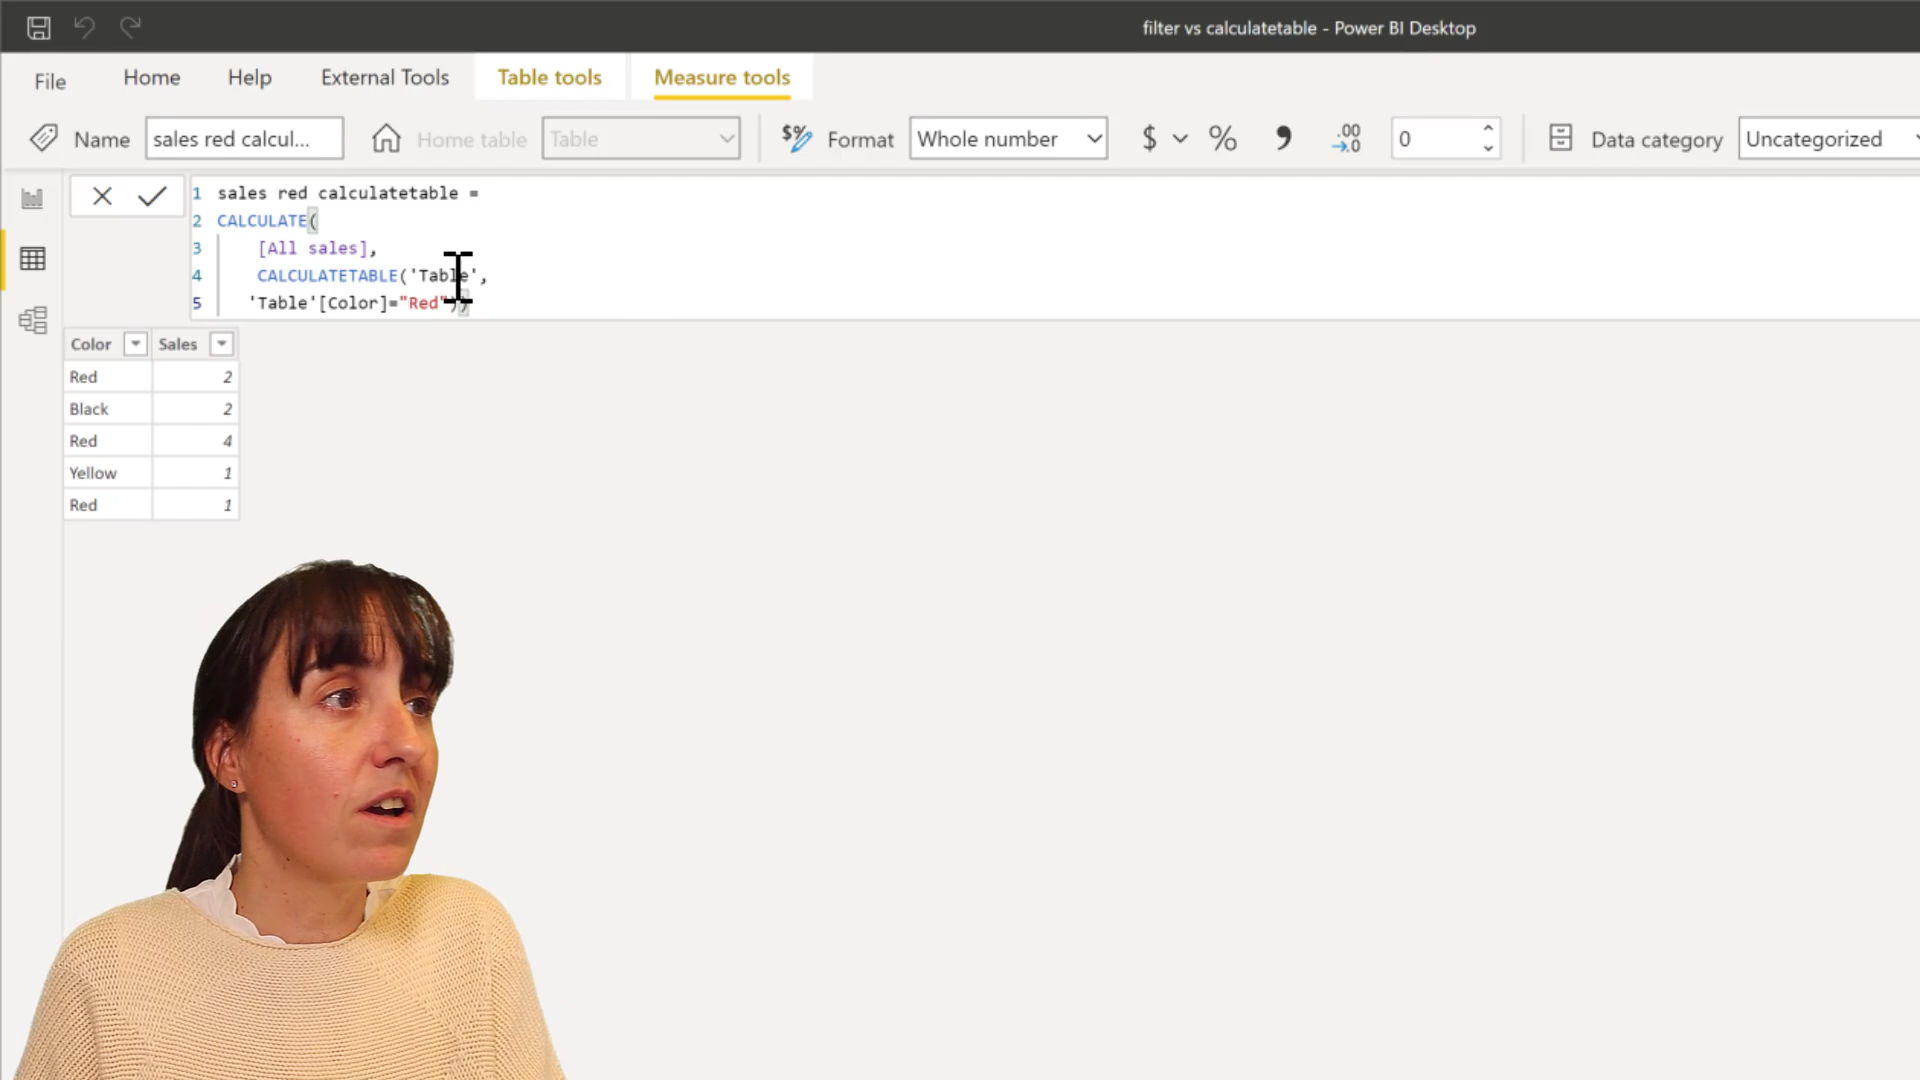 filter vs calculatetable - Power BI Desktop
File Home Help External Tools Table tools Measure tools
Name sales red calcul... Home table Table $% Format Whole number $ % , .00 .0 0 Data category Uncategorized
1 sales red calculatetable =
2 CALCULATE(
3 [All sales],
4 CALCULATETABLE('Table',
5 'Table'[Color]="Red"))
Color Sales
Red 2
Black 2
Red 4
Yellow 1
Red 1